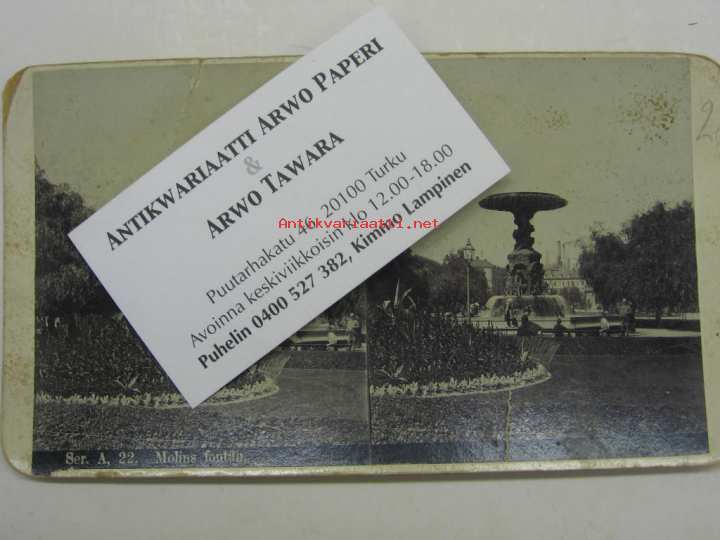 ANTIKWARIAATTI ARWO PAPERI
&
ARWO TAWARA
Puutarhakatu 20100 Turku
Avoinna keskiviikkoisin klo 12.00-18.00
Puhelin 0400 527 382, Kimmo Lampinen
Antikvariaatti.net
Ser. A, 22. Molins fontän.